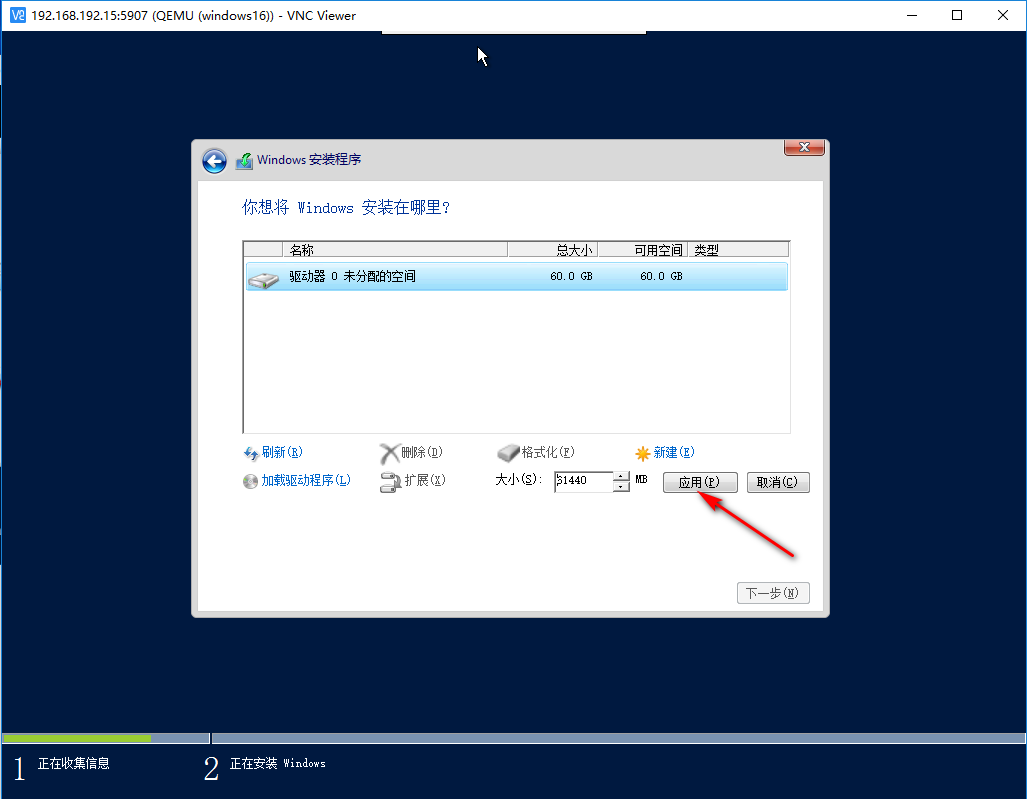 192.168.192.15:5907 (QEMU (windows16)) - VNC Viewer
Windows 安装程序
你想将 Windows 安装在哪里?
名称 总大小 可用空间 类型
驱动器 0 未分配的空间 60.0 GB 60.0 GB
刷新(R) 删除(D) 格式化(F) 新建(E)
加载驱动程序(L) 扩展(X) 大小(S): 61440 MB 应用(P) 取消(C)
下一步(N)
1 正在收集信息 2 正在安装 Windows